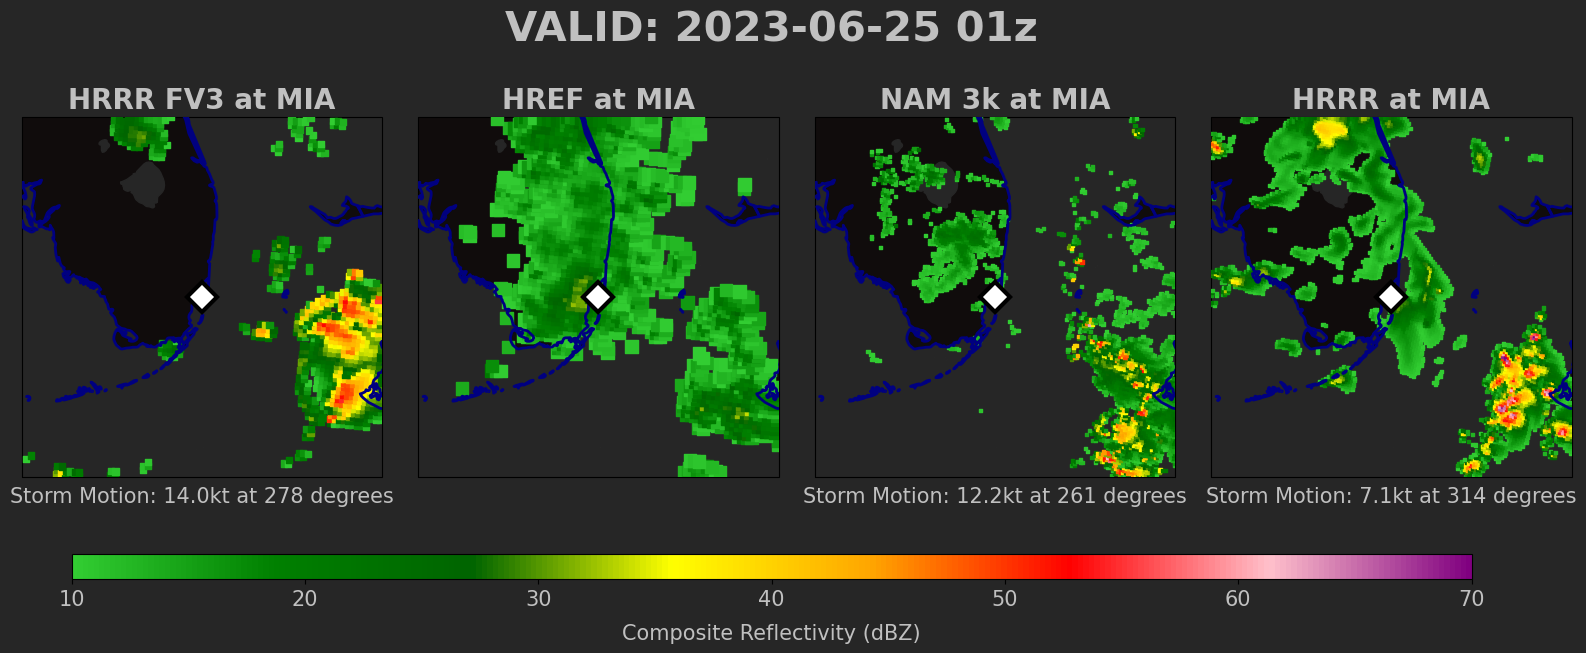 VALID: 2023-06-25 01z
HRRR FV3 at MIA
HREF at MIA
NAM 3k at MIA
HRRR at MIA
Storm Motion: 14.0kt at 278 degrees
Storm Motion: 12.2kt at 261 degrees
Storm Motion: 7.1kt at 314 degrees
10 20 30 40 50 60 70
Composite Reflectivity (dBZ)